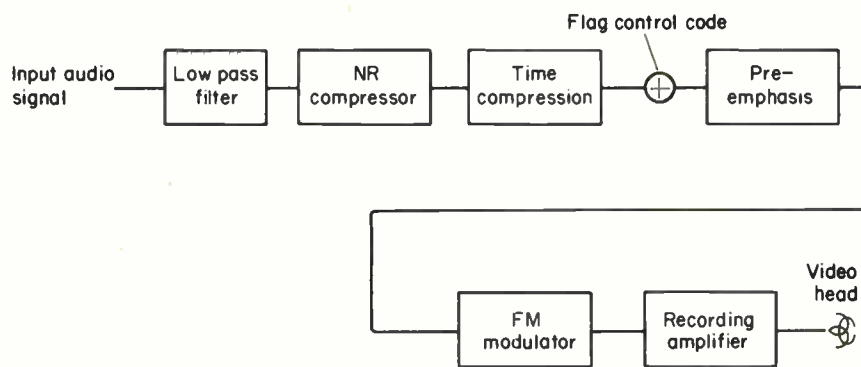 Flag control code
Input audio
signal
Low pass
filter
NR
compressor
Time
compression
Pre-
emphasis
FM
modulator
Recording
amplifier
Video
head